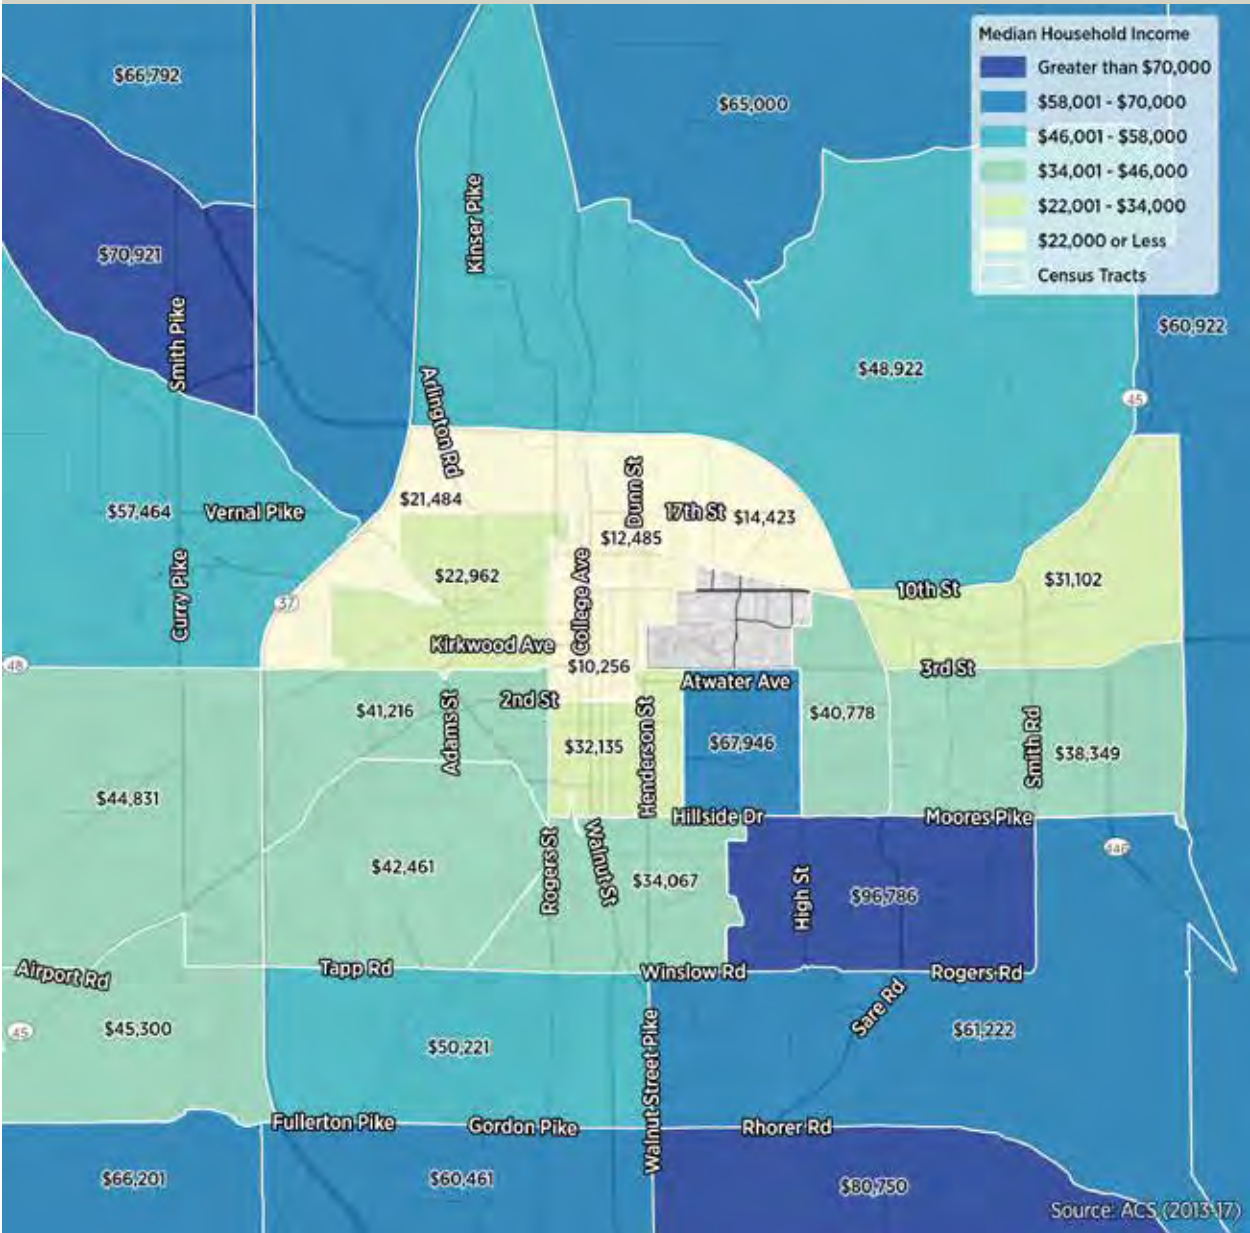 Median Household Income
Greater than $70,000
$58,001 - $70,000
$46,001 - $58,000
$34,001 - $46,000
$22,001 - $34,000
$22,000 or Less
Census Tracts
$66,792
$65,000
Kinser Pike
$70,921
Smith Pike
$60,922
$48,922
45
Arlington Rd
$21,484
Dunn St
17th St
$14,423
$57,464
Vernal Pike
$12,485
$22,962
College Ave
Curry Pike
$31,102
10th St
37
Kirkwood Ave
48
$10,256
3rd St
Atwater Ave
2nd St
$41,216
Adams St
Henderson St
$40,778
$32,135
$67,946
Smith Rd
$38,349
$44,831
Hillside Dr
Moores Pike
446
Rogers St
Walnut St
$42,461
$34,067
High St
$96,786
Airport Rd
Tapp Rd
Winslow Rd
Rogers Rd
Sare Rd
45
$45,300
$50,221
Walnut Street Pike
$61,222
Fullerton Pike
Gordon Pike
Rhorer Rd
$66,201
$60,461
$80,750
Source: ACS (2013-17)